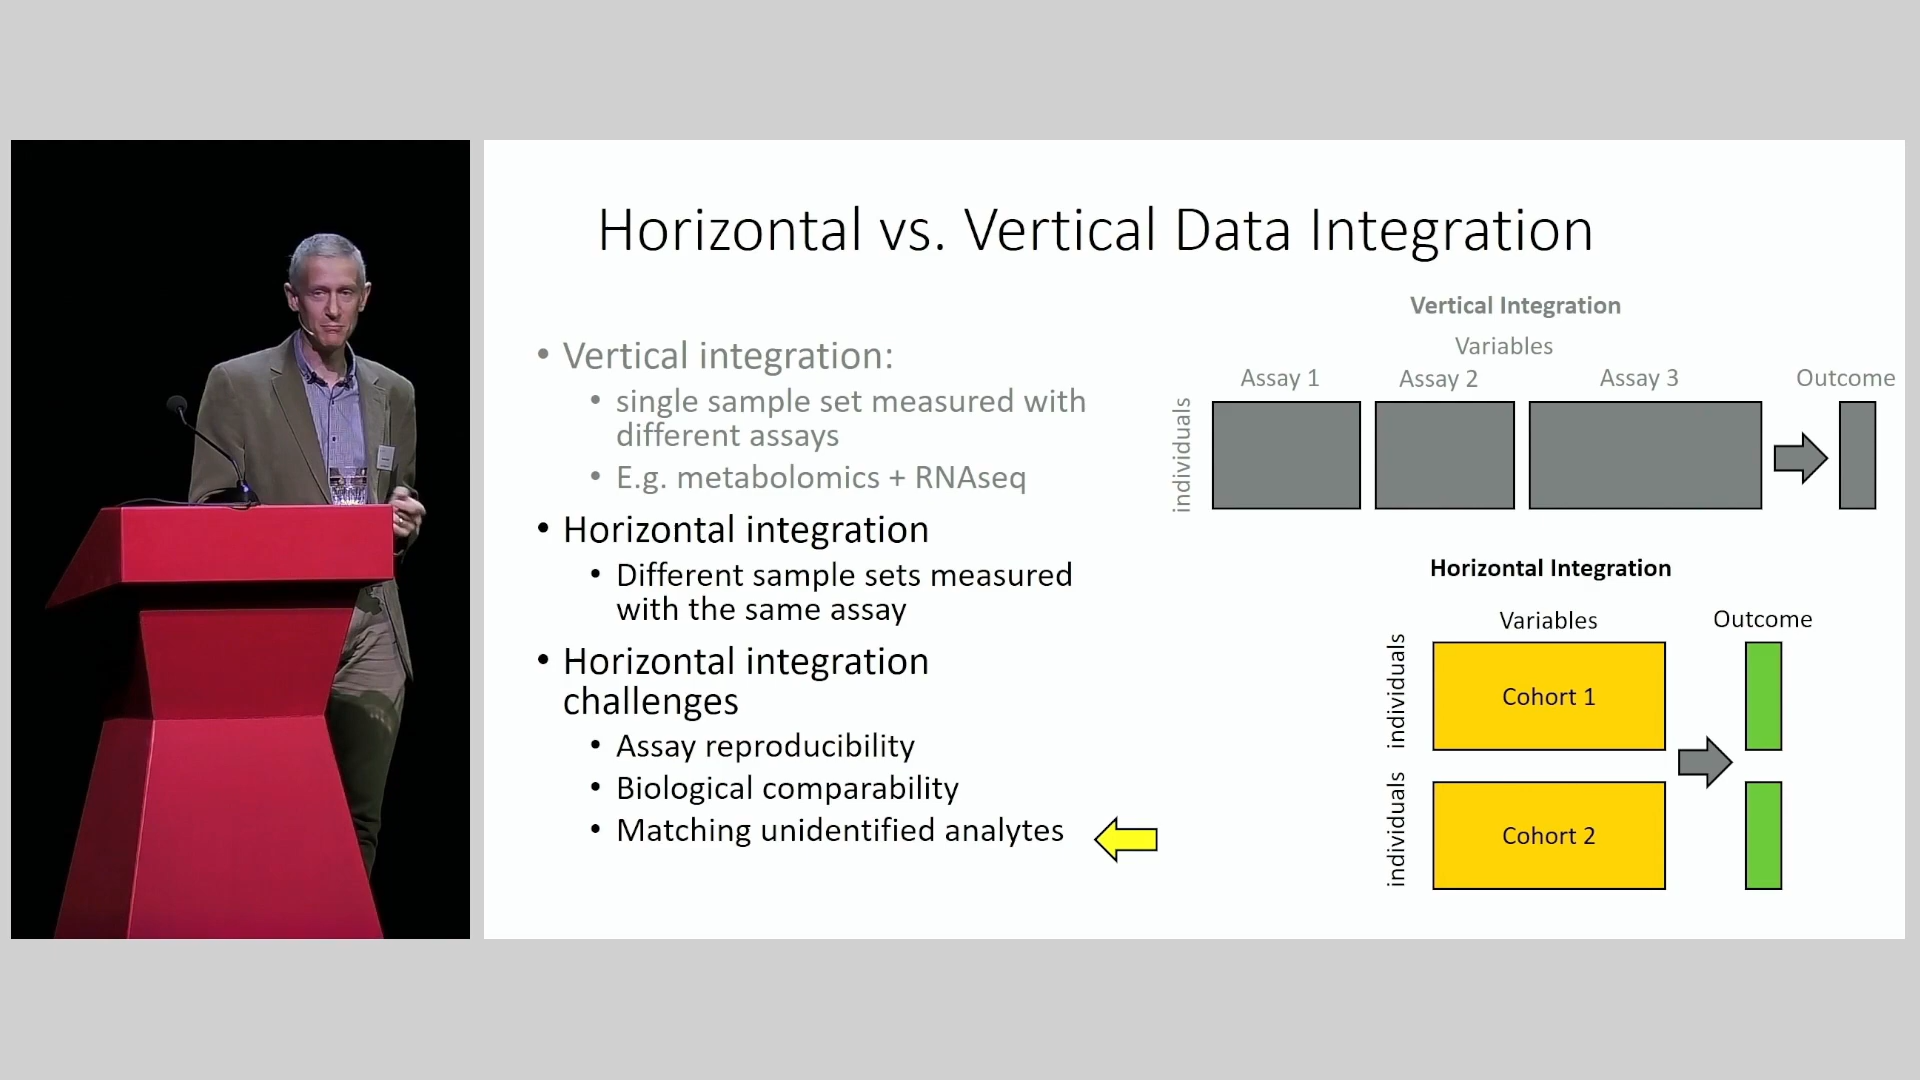 Horizontal vs. Vertical Data Integration
• Vertical integration:
• single sample set measured with
different assays
• E.g. metabolomics + RNAseq
• Horizontal integration
• Different sample sets measured
with the same assay
• Horizontal integration
challenges
• Assay reproducibility
• Biological comparability
• Matching unidentified analytes
Vertical Integration
Variables
Assay 1 Assay 2 Assay 3 Outcome
individuals
Horizontal Integration
Variables Outcome
individuals
Cohort 1
individuals
Cohort 2